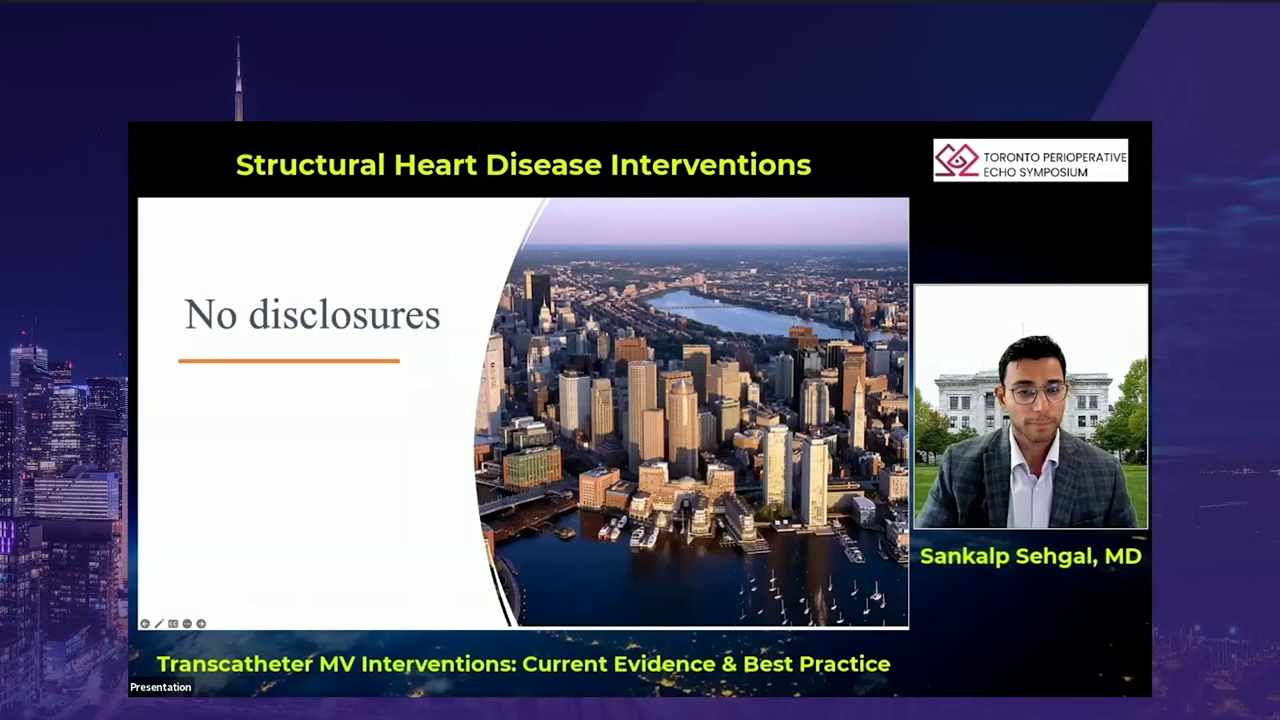 Structural Heart Disease Interventions
TORONTO PERIOPERATIVE
ECHO SYMPOSIUM
No disclosures
Sankalp Sehgal, MD
Transcatheter MV Interventions: Current Evidence & Best Practice
Presentation